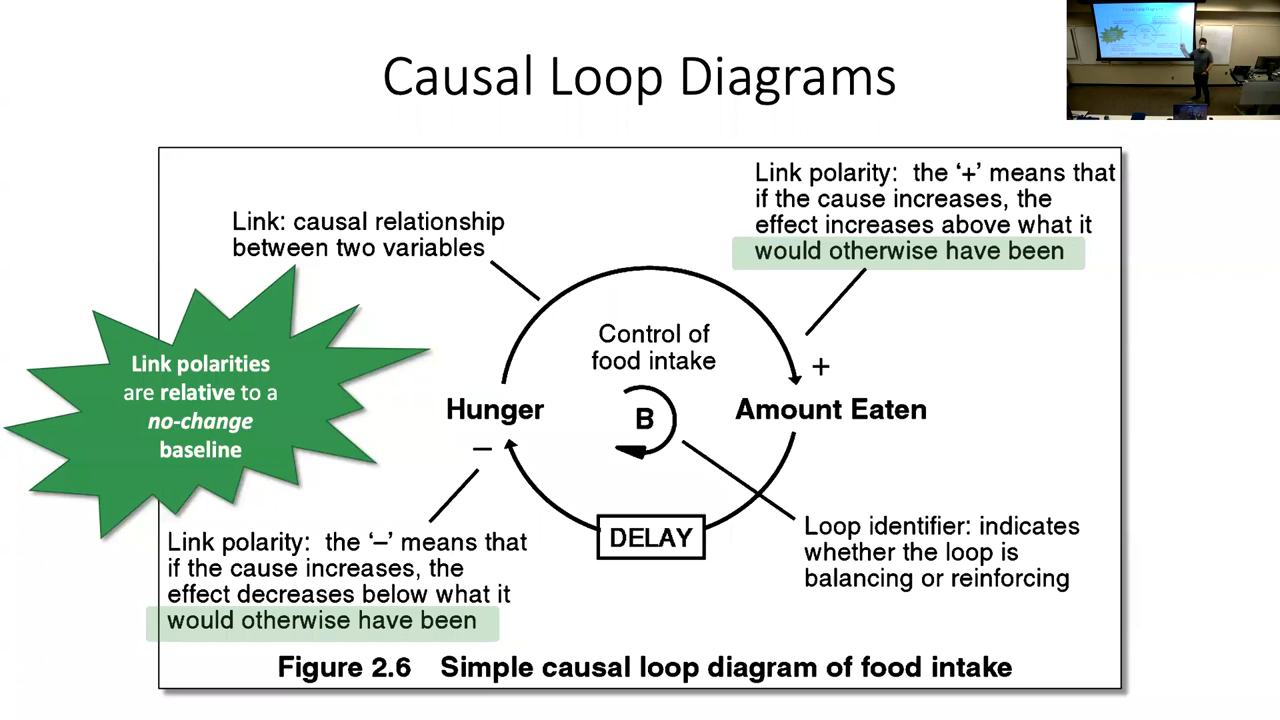 Causal Loop Diagrams
Link: causal relationship
between two variables
Link polarity: the ‘+’ means that
if the cause increases, the
effect increases above what it
would otherwise have been
Link polarities
are relative to a
no-change
baseline
Control of
food intake
+
Hunger
B
Amount Eaten
–
DELAY
Link polarity: the ‘–’ means that
if the cause increases, the
effect decreases below what it
would otherwise have been
Loop identifier: indicates
whether the loop is
balancing or reinforcing
Figure 2.6 Simple causal loop diagram of food intake